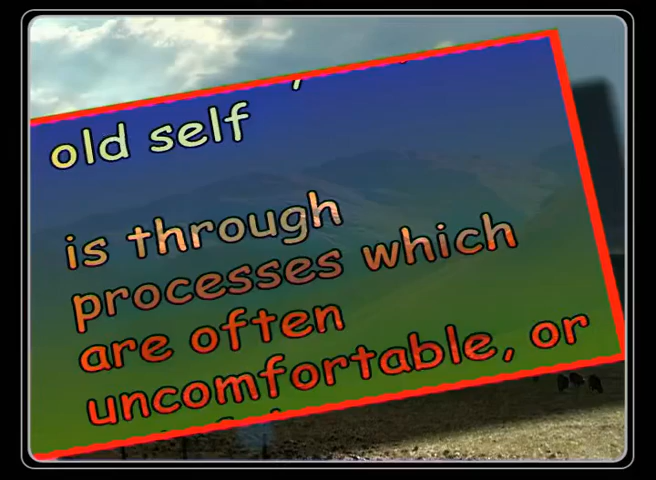 old self
is through
processes which
are often
uncomfortable, or